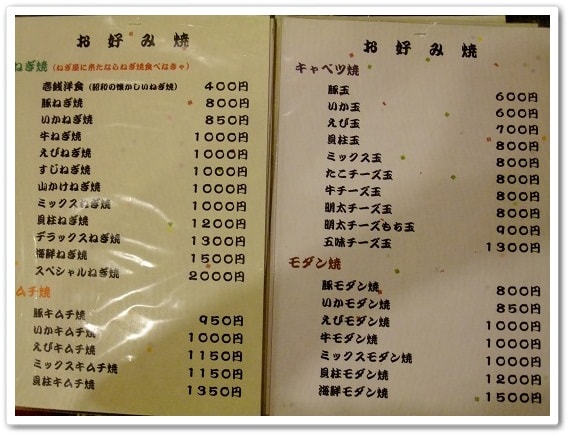 お好み焼
ねぎ焼 (ねぎ屋に来たならねぎ焼食べなきゃ)
壱銭洋食 (昭和の懐かしいねぎ焼) 400円
豚ねぎ焼 800円
いかねぎ焼 850円
牛ねぎ焼 1000円
えびねぎ焼 1000円
すじねぎ焼 1000円
山かけねぎ焼 1000円
ミックスねぎ焼 1000円
貝柱ねぎ焼 1200円
デラックスねぎ焼 1300円
海鮮ねぎ焼 1500円
スペシャルねぎ焼 2000円
ムチ焼
豚キムチ焼 950円
いかキムチ焼 1000円
えびキムチ焼 1150円
ミックスキムチ焼 1150円
貝柱キムチ焼 1350円
お好み焼
キャベツ焼
豚玉 600円
いか玉 600円
えび玉 700円
貝柱玉 800円
ミックス玉 800円
たこチーズ玉 800円
牛チーズ玉 800円
明太チーズ玉 800円
明太チーズもち玉 900円
五味チーズ玉 1300円
モダン焼
豚モダン焼 800円
いかモダン焼 850円
えびモダン焼 1000円
牛モダン焼 1000円
ミックスモダン焼 1000円
貝柱モダン焼 1200円
海鮮モダン焼 1500円